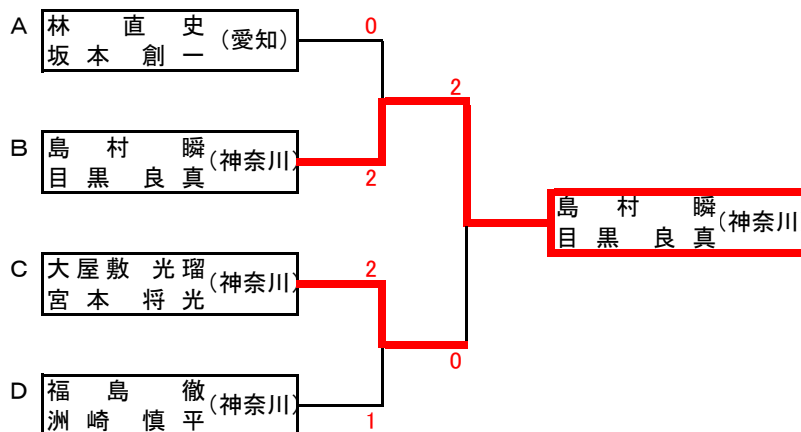 A
林 直史
坂本 創一
(愛知)
0
2
B
島村 瞬
目黒 良真
(神奈川)
2
島村 瞬
目黒 良真
(神奈川
C
大屋敷 光瑠
宮本 将光
(神奈川)
2
0
D
福島 徹
洲崎 慎平
(神奈川)
1